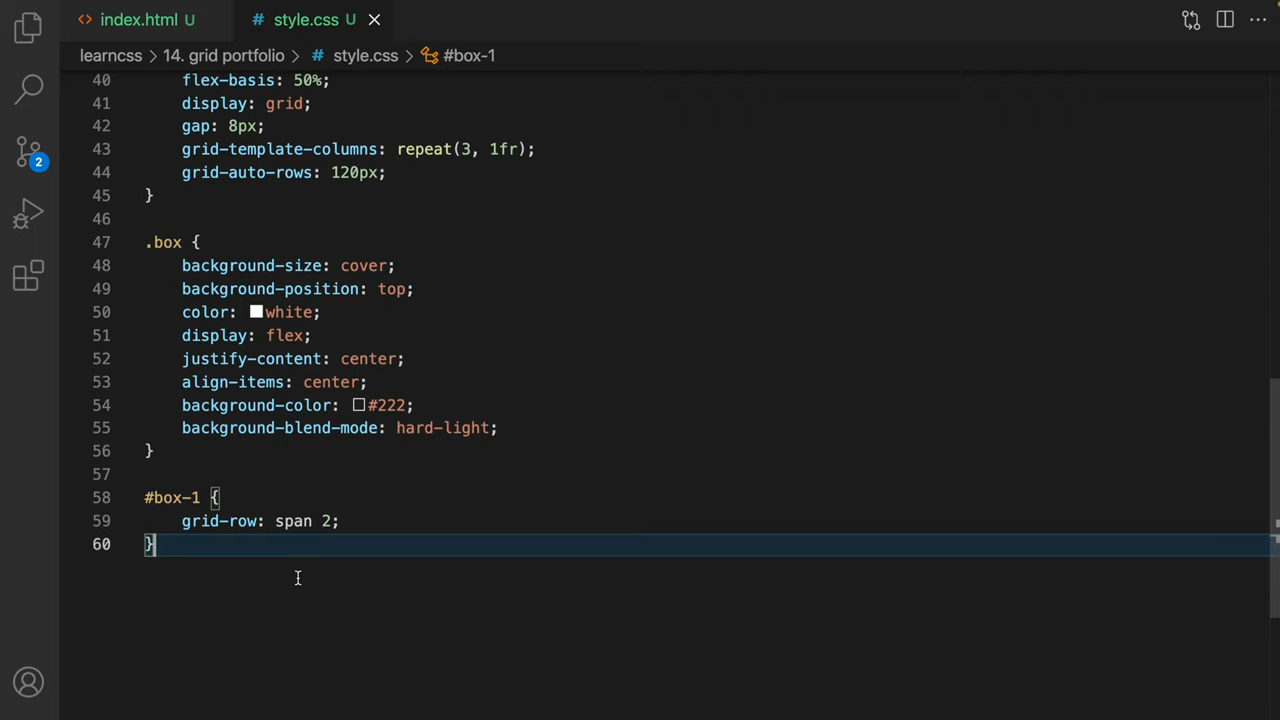 index.html U
# style.css U
learncss > 14. grid portfolio > # style.css > #box-1
40 flex-basis: 50%;
41 display: grid;
42 gap: 8px;
43 grid-template-columns: repeat(3, 1fr);
44 grid-auto-rows: 120px;
45 }
46
47 .box {
48 background-size: cover;
49 background-position: top;
50 color: white;
51 display: flex;
52 justify-content: center;
53 align-items: center;
54 background-color: #222;
55 background-blend-mode: hard-light;
56 }
57
58 #box-1 {
59 grid-row: span 2;
60 }
2